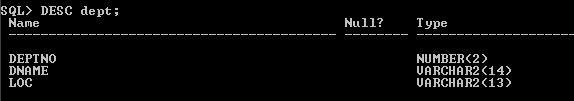 SQL> DESC dept;
Name Null? Type
----------------------------------------- -------- ----------------------------
DEPTNO NUMBER(2)
DNAME VARCHAR2(14)
LOC VARCHAR2(13)